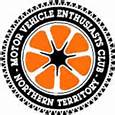 MOTOR VEHICLE ENTHUSIASTS CLUB
NORTHERN TERRITORY